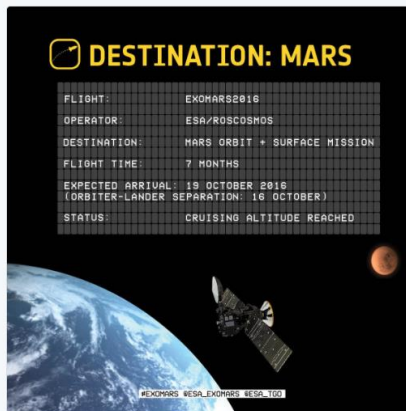 DESTINATION: MARS
FLIGHT: EXOMARS2016
OPERATOR: ESA/ROSCOSMOS
DESTINATION: MARS ORBIT + SURFACE MISSION
FLIGHT TIME: 7 MONTHS
EXPECTED ARRIVAL: 19 OCTOBER 2016
(ORBITER-LANDER SEPARATION: 16 OCTOBER)
STATUS: CRUISING ALTITUDE REACHED
#EXOMARS @ESA_EXOMARS @ESA_TGO